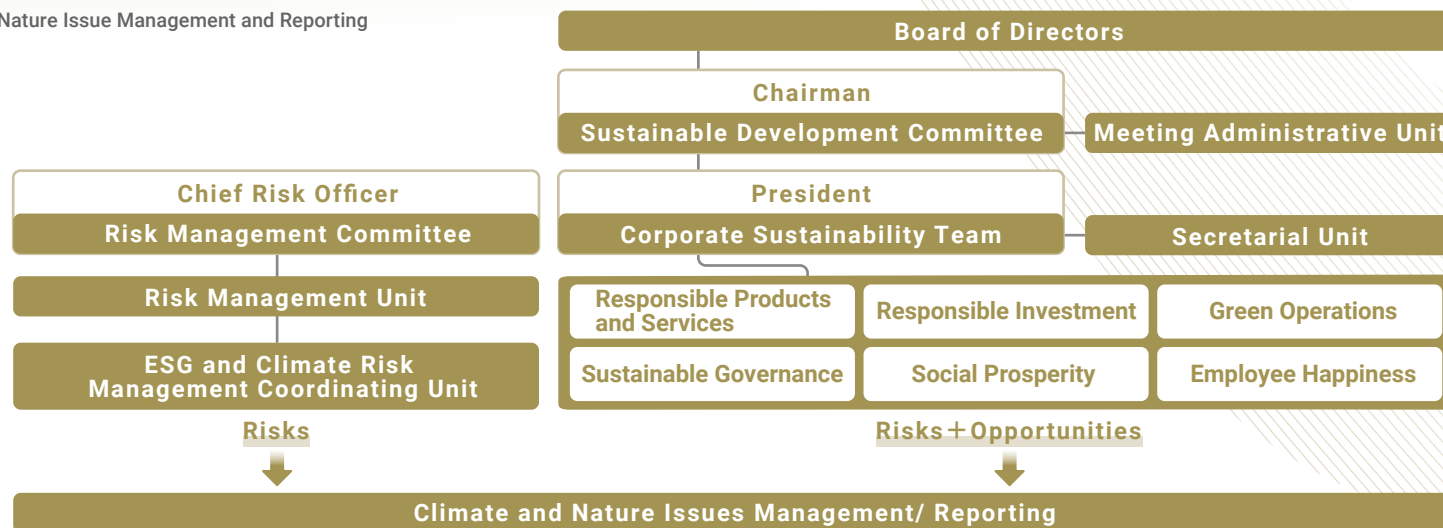 Nature Issue Management and Reporting
Board of Directors
Chairman
Sustainable Development Committee
Meeting Administrative Unit
Chief Risk Officer
Risk Management Committee
President
Corporate Sustainability Team
Secretarial Unit
Risk Management Unit
ESG and Climate Risk
Management Coordinating Unit
Responsible Products
and Services
Responsible Investment
Green Operations
Sustainable Governance
Social Prosperity
Employee Happiness
Risks
Risks+Opportunities
Climate and Nature Issues Management/ Reporting